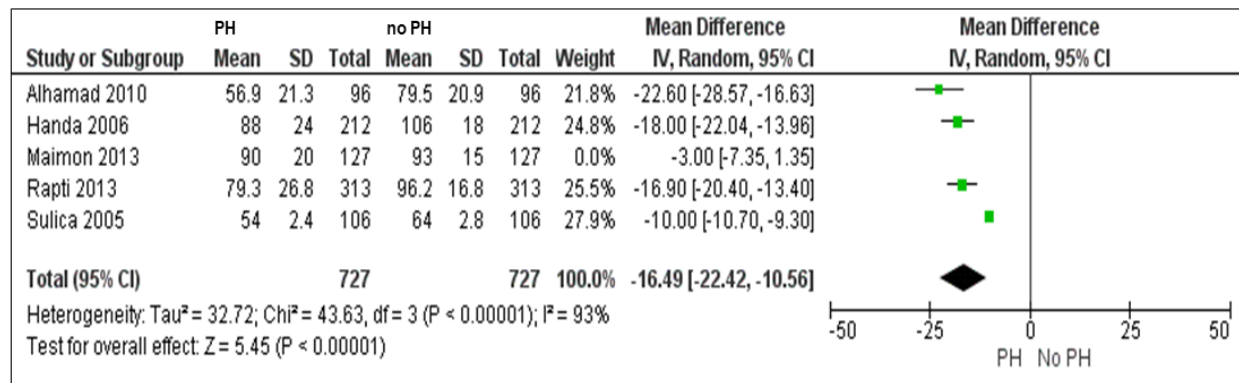 PH no PH Mean Difference Mean Difference
Study or Subgroup Mean SD Total Mean SD Total Weight IV, Random, 95% CI IV, Random, 95% CI
Alhamad 2010 56.9 21.3 96 79.5 20.9 96 21.8% -22.60 [-28.57, -16.63]
Handa 2006 88 24 212 106 18 212 24.8% -18.00 [-22.04, -13.96]
Maimon 2013 90 20 127 93 15 127 0.0% -3.00 [-7.35, 1.35]
Rapti 2013 79.3 26.8 313 96.2 16.8 313 25.5% -16.90 [-20.40, -13.40]
Sulica 2005 54 2.4 106 64 2.8 106 27.9% -10.00 [-10.70, -9.30]
Total (95% CI) 727 727 100.0% -16.49 [-22.42, -10.56]
Heterogeneity: Tau² = 32.72; Chi² = 43.63, df = 3 (P < 0.00001); I² = 93%
Test for overall effect: Z = 5.45 (P < 0.00001)
-50 -25 0 25 50
PH No PH